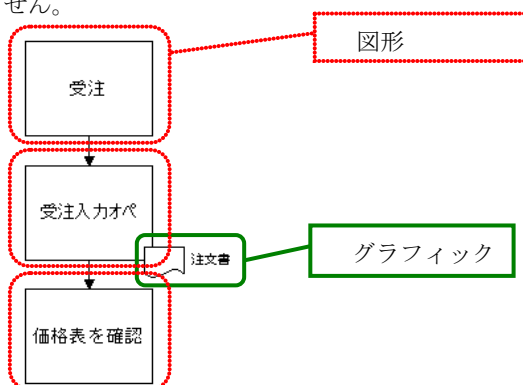 せん。
図形
受注
受注入力オペ
注文書
グラフィック
価格表を確認